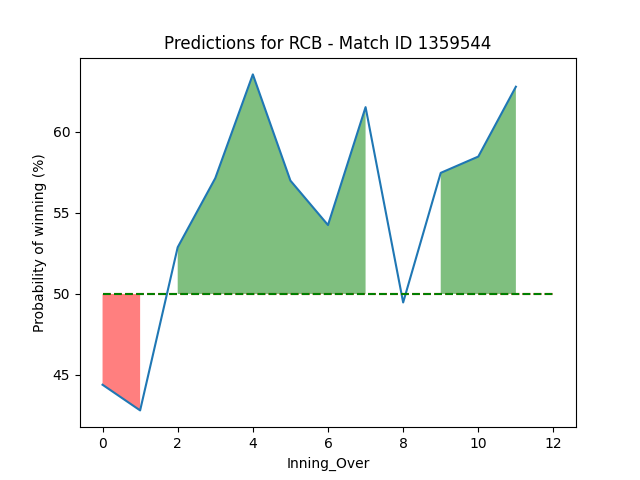 Predictions for RCB - Match ID 1359544
Probability of winning (%)
60
55
50
45
0 2 4 6 8 10 12
Inning_Over